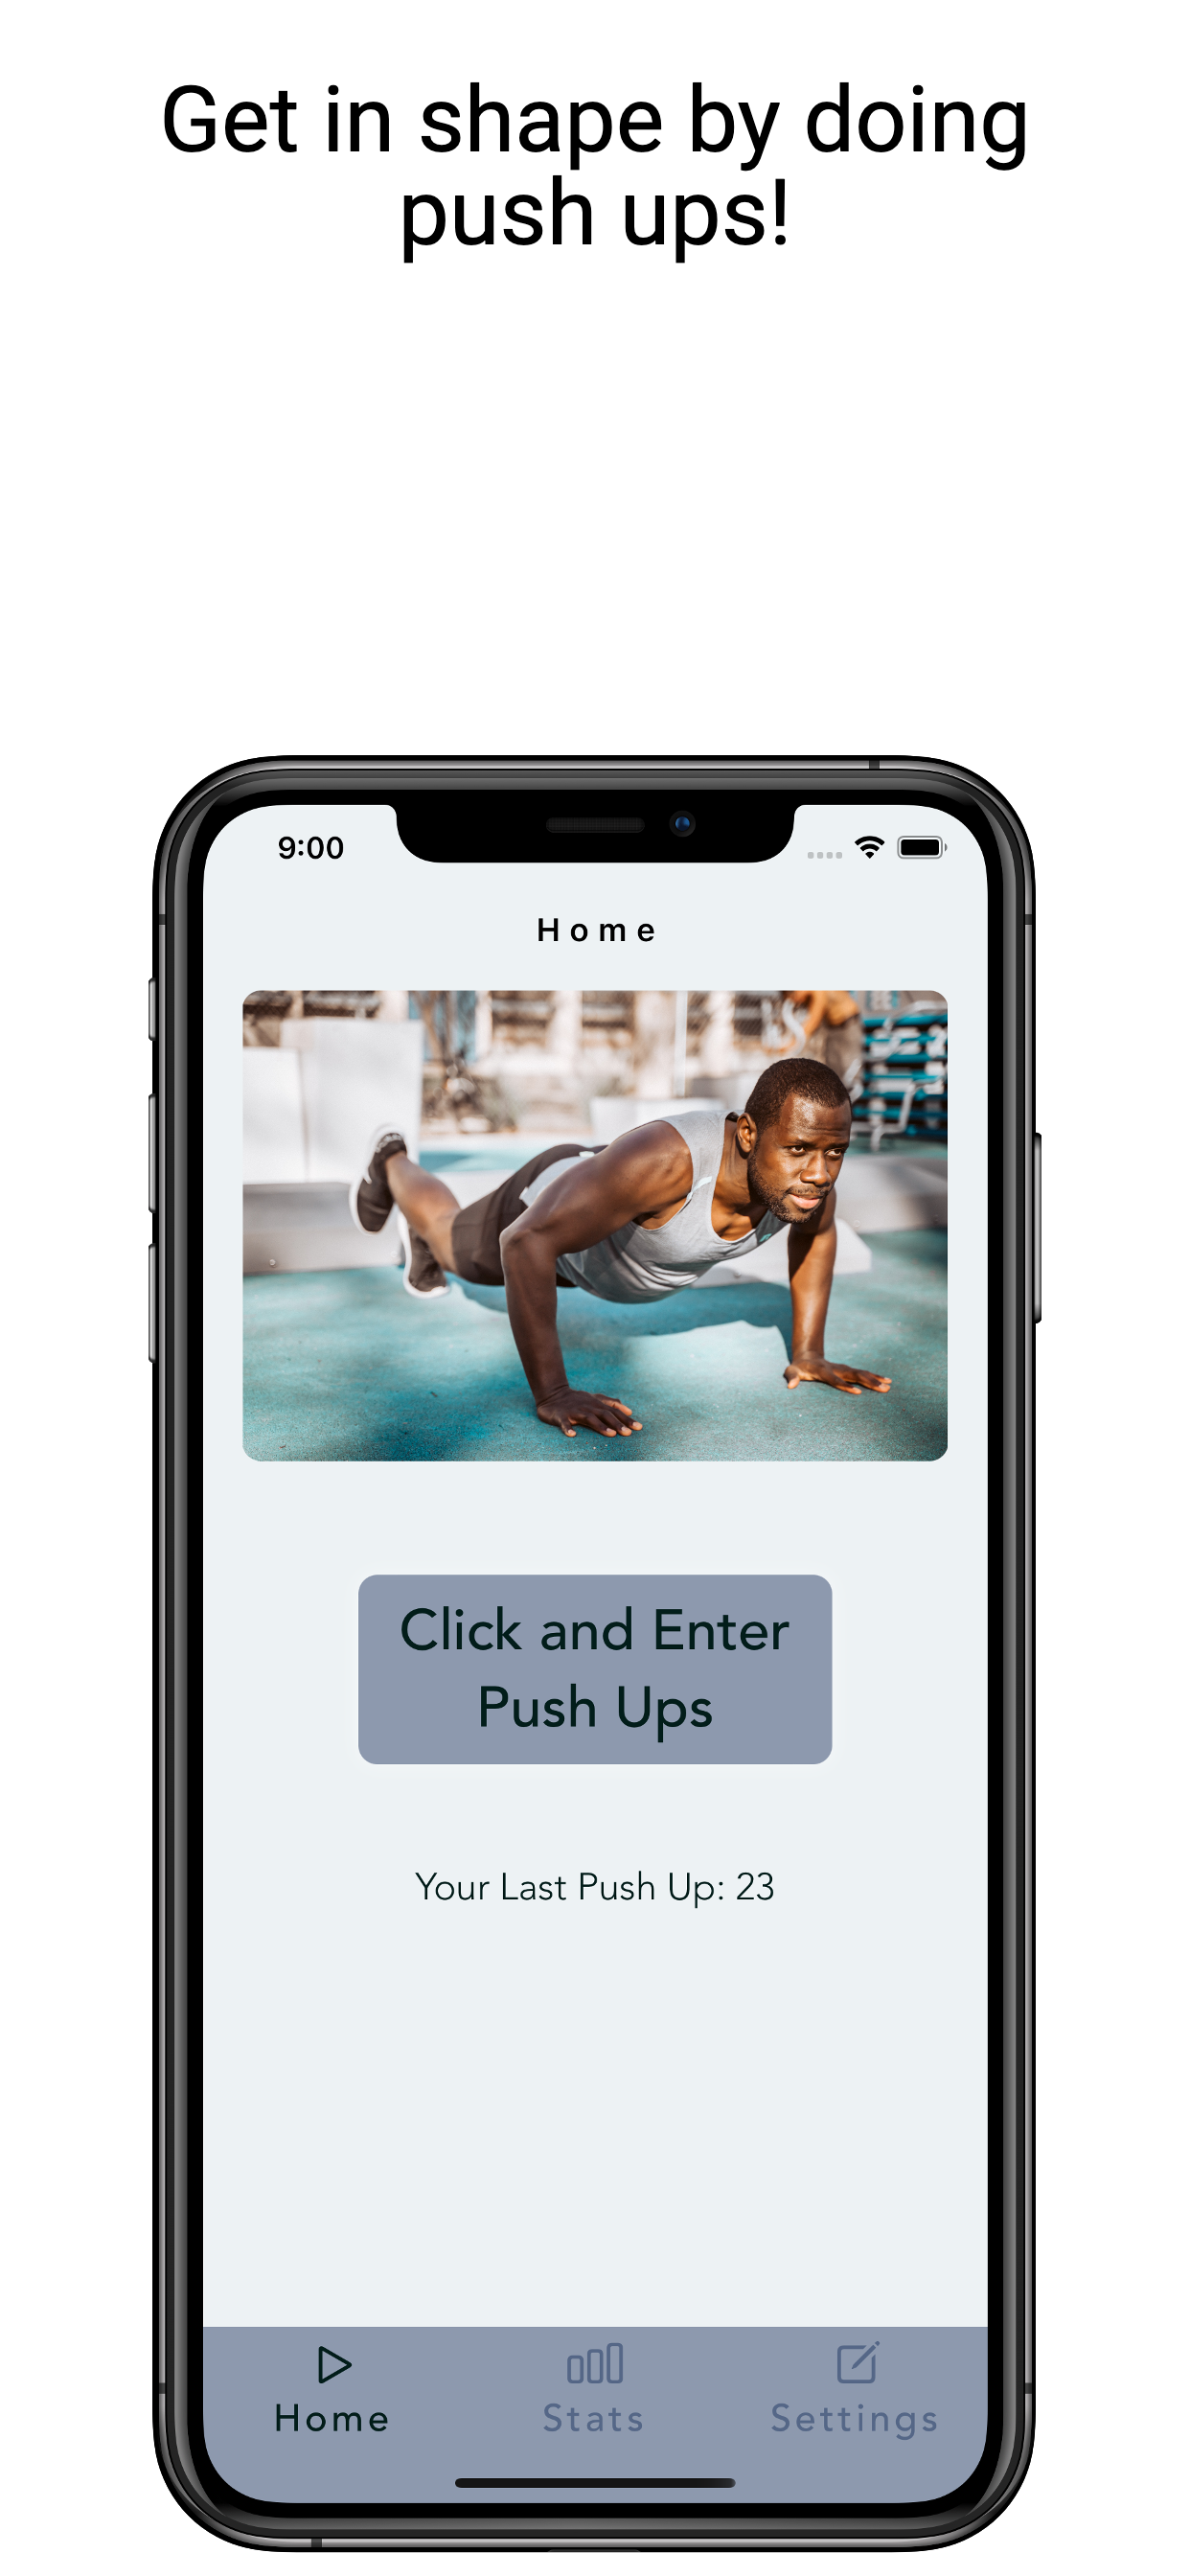 Get in shape by doing
push ups!
9:00
Home
Click and Enter
Push Ups
Your Last Push Up: 23
Home
Stats
Settings